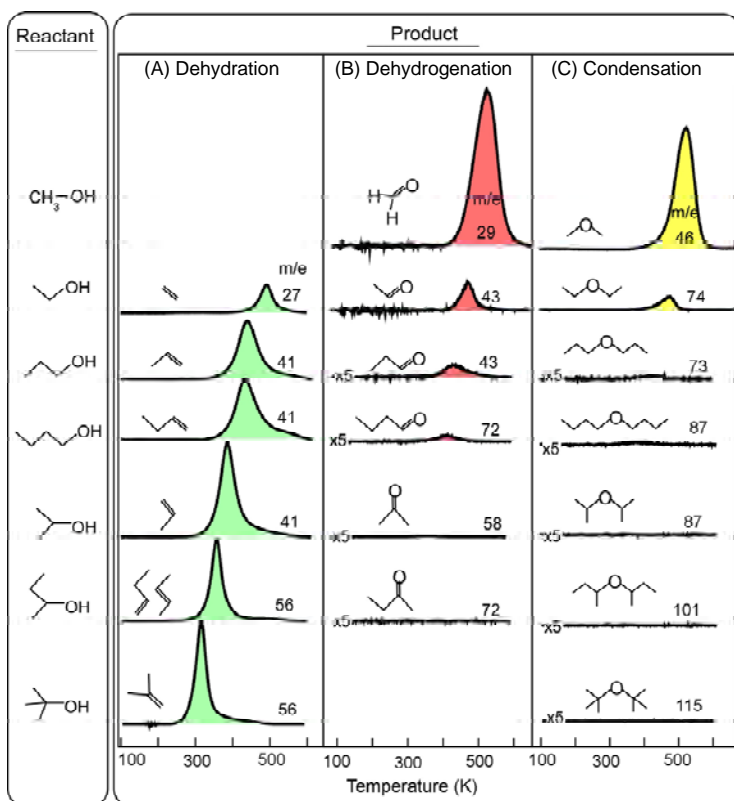 Reactant
Product
(A) Dehydration
(B) Dehydrogenation
(C) Condensation
CH3-OH
H
O
H
m/e
29
O
m/e
46
OH
m/e
27
O
43
O
74
OH
41
x5
O
43
O
x5
73
OH
41
x5
O
72
O
x5
87
OH
41
x5
O
58
O
x5
87
OH
56
x5
O
72
O
x5
101
OH
56
O
x5
115
100 300 500
100 300 500
100 300 500
Temperature (K)